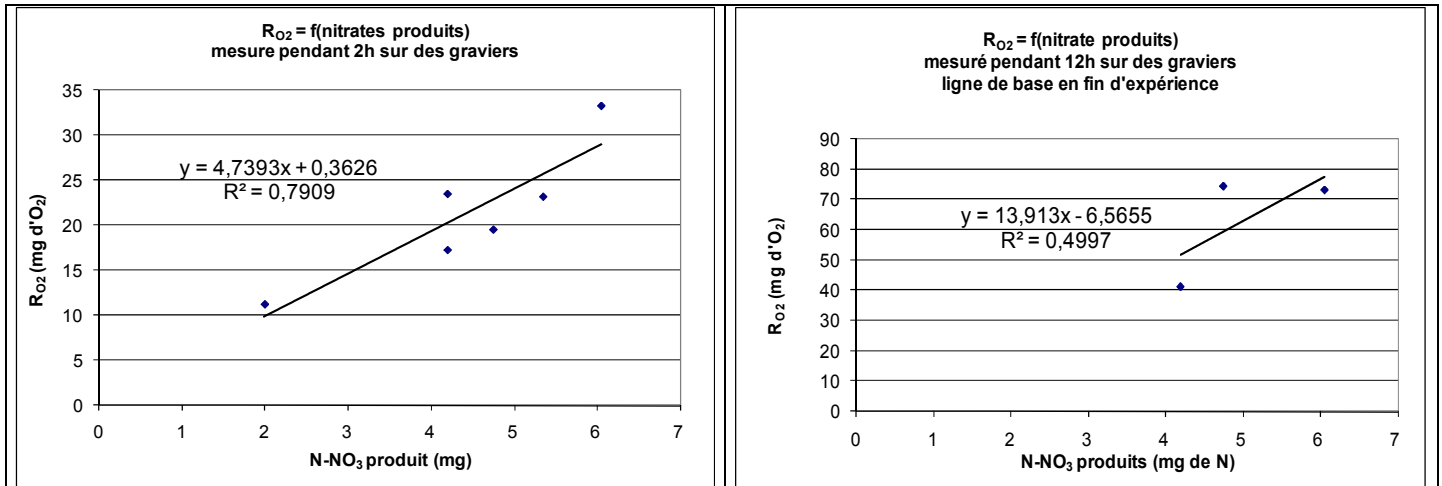 R_O2 = f(nitrates produits)
mesure pendant 2h sur des graviers
35
30
25
20
15
10
5
0
y = 4,7393x + 0,3626
R² = 0,7909
R_O2 (mg d'O2)
0 1 2 3 4 5 6 7
N-NO3 produit (mg)
R_O2 = f(nitrate produits)
mesuré pendant 12h sur des graviers
ligne de base en fin d'expérience
90
80
70
60
50
40
30
20
10
0
y = 13,913x - 6,5655
R² = 0,4997
R_O2 (mg d'O2)
0 1 2 3 4 5 6 7
N-NO3 produits (mg de N)